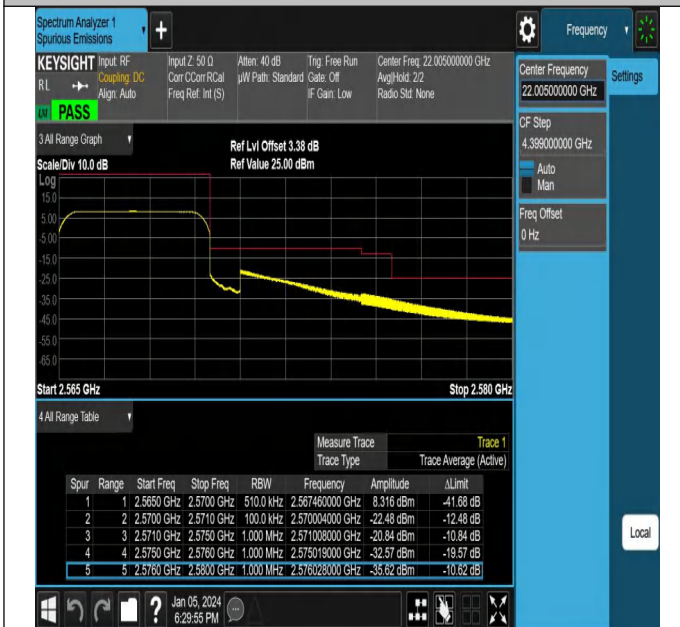 Spectrum Analyzer 1
Spurious Emissions
Frequency
KEYSIGHT
RL
Input: RF
Coupling: DC
Align: Auto
Input Z: 50 Ω
Corr CCorr RCal
Freq Ref: Int (S)
Atten: 40 dB
µW Path: Standard
Trig: Free Run
Gate: Off
IF Gain: Low
Center Freq: 22.005000000 GHz
Avg|Hold: 2/2
Radio Std: None
PASS
3 All Range Graph
Scale/Div 10.0 dB
Ref Lvl Offset 3.38 dB
Ref Value 25.00 dBm
Log
15.0
5.00
-5.00
-15.0
-25.0
-35.0
-45.0
-55.0
-65.0
Start 2.565 GHz
Stop 2.580 GHz
4 All Range Table
Measure Trace Trace 1
Trace Type Trace Average (Active)
Spur Range Start Freq Stop Freq RBW Frequency Amplitude ΔLimit
1 1 2.5650 GHz 2.5700 GHz 510.0 kHz 2.567460000 GHz 8.316 dBm -41.68 dB
2 2 2.5700 GHz 2.5710 GHz 100.0 kHz 2.570004000 GHz -22.48 dBm -12.48 dB
3 3 2.5710 GHz 2.5750 GHz 1.000 MHz 2.571008000 GHz -20.84 dBm -10.84 dB
4 4 2.5750 GHz 2.5760 GHz 1.000 MHz 2.575019000 GHz -32.57 dBm -19.57 dB
5 5 2.5760 GHz 2.5800 GHz 1.000 MHz 2.576028000 GHz -35.62 dBm -10.62 dB
Center Frequency
22.005000000 GHz
Settings
CF Step
4.399000000 GHz
Auto
Man
Freq Offset
0 Hz
Local
?
Jan 05, 2024
6:29:55 PM